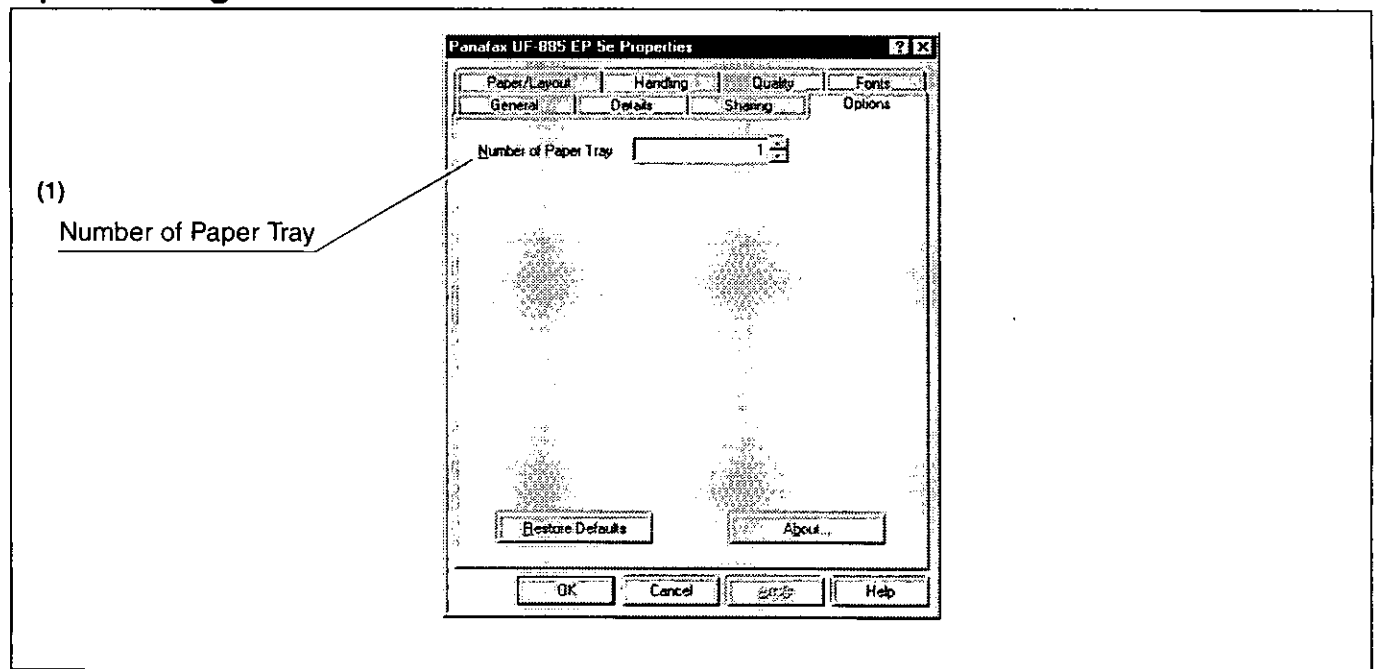 Panafax UF-885 EP 5e Properties
Paper/Layout Handling Quality Fonts
General Details Sharing Options
Number of Paper Tray 1
(1)
Number of Paper Tray
Restore Defaults About...
OK Cancel Help